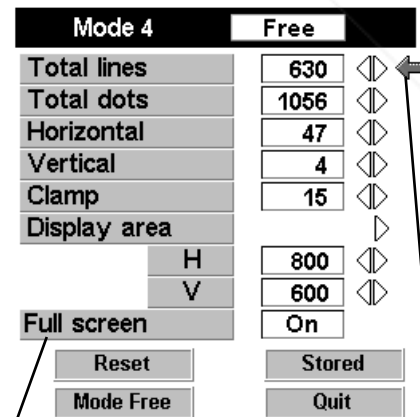 Mode 4 Free
Total lines 630
Total dots 1056
Horizontal 47
Vertical 4
Clamp 15
Display area
H 800
V 600
Full screen On
Reset Stored
Mode Free Quit